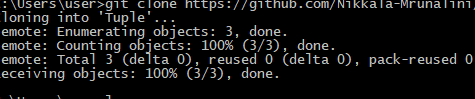 :\Users\user>git clone https://github.com/Nikkala-Mrunalini/
loning into 'Tuple'...
emote: Enumerating objects: 3, done.
emote: Counting objects: 100% (3/3), done.
emote: Total 3 (delta 0), reused 0 (delta 0), pack-reused 0
eceiving objects: 100% (3/3), done.